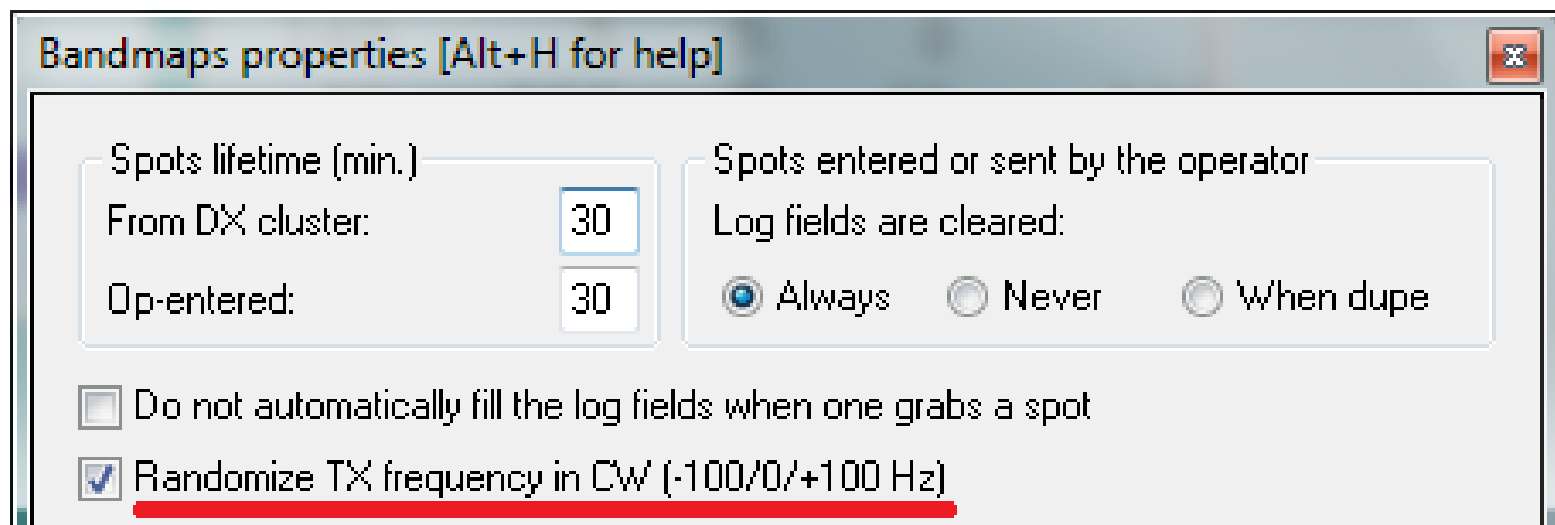 Bandmaps properties [Alt+H for help]
Spots lifetime (min.)
From DX cluster: 30
Op-entered: 30
Spots entered or sent by the operator
Log fields are cleared:
Always Never When dupe
Do not automatically fill the log fields when one grabs a spot
Randomize TX frequency in CW (-100/0/+100 Hz)